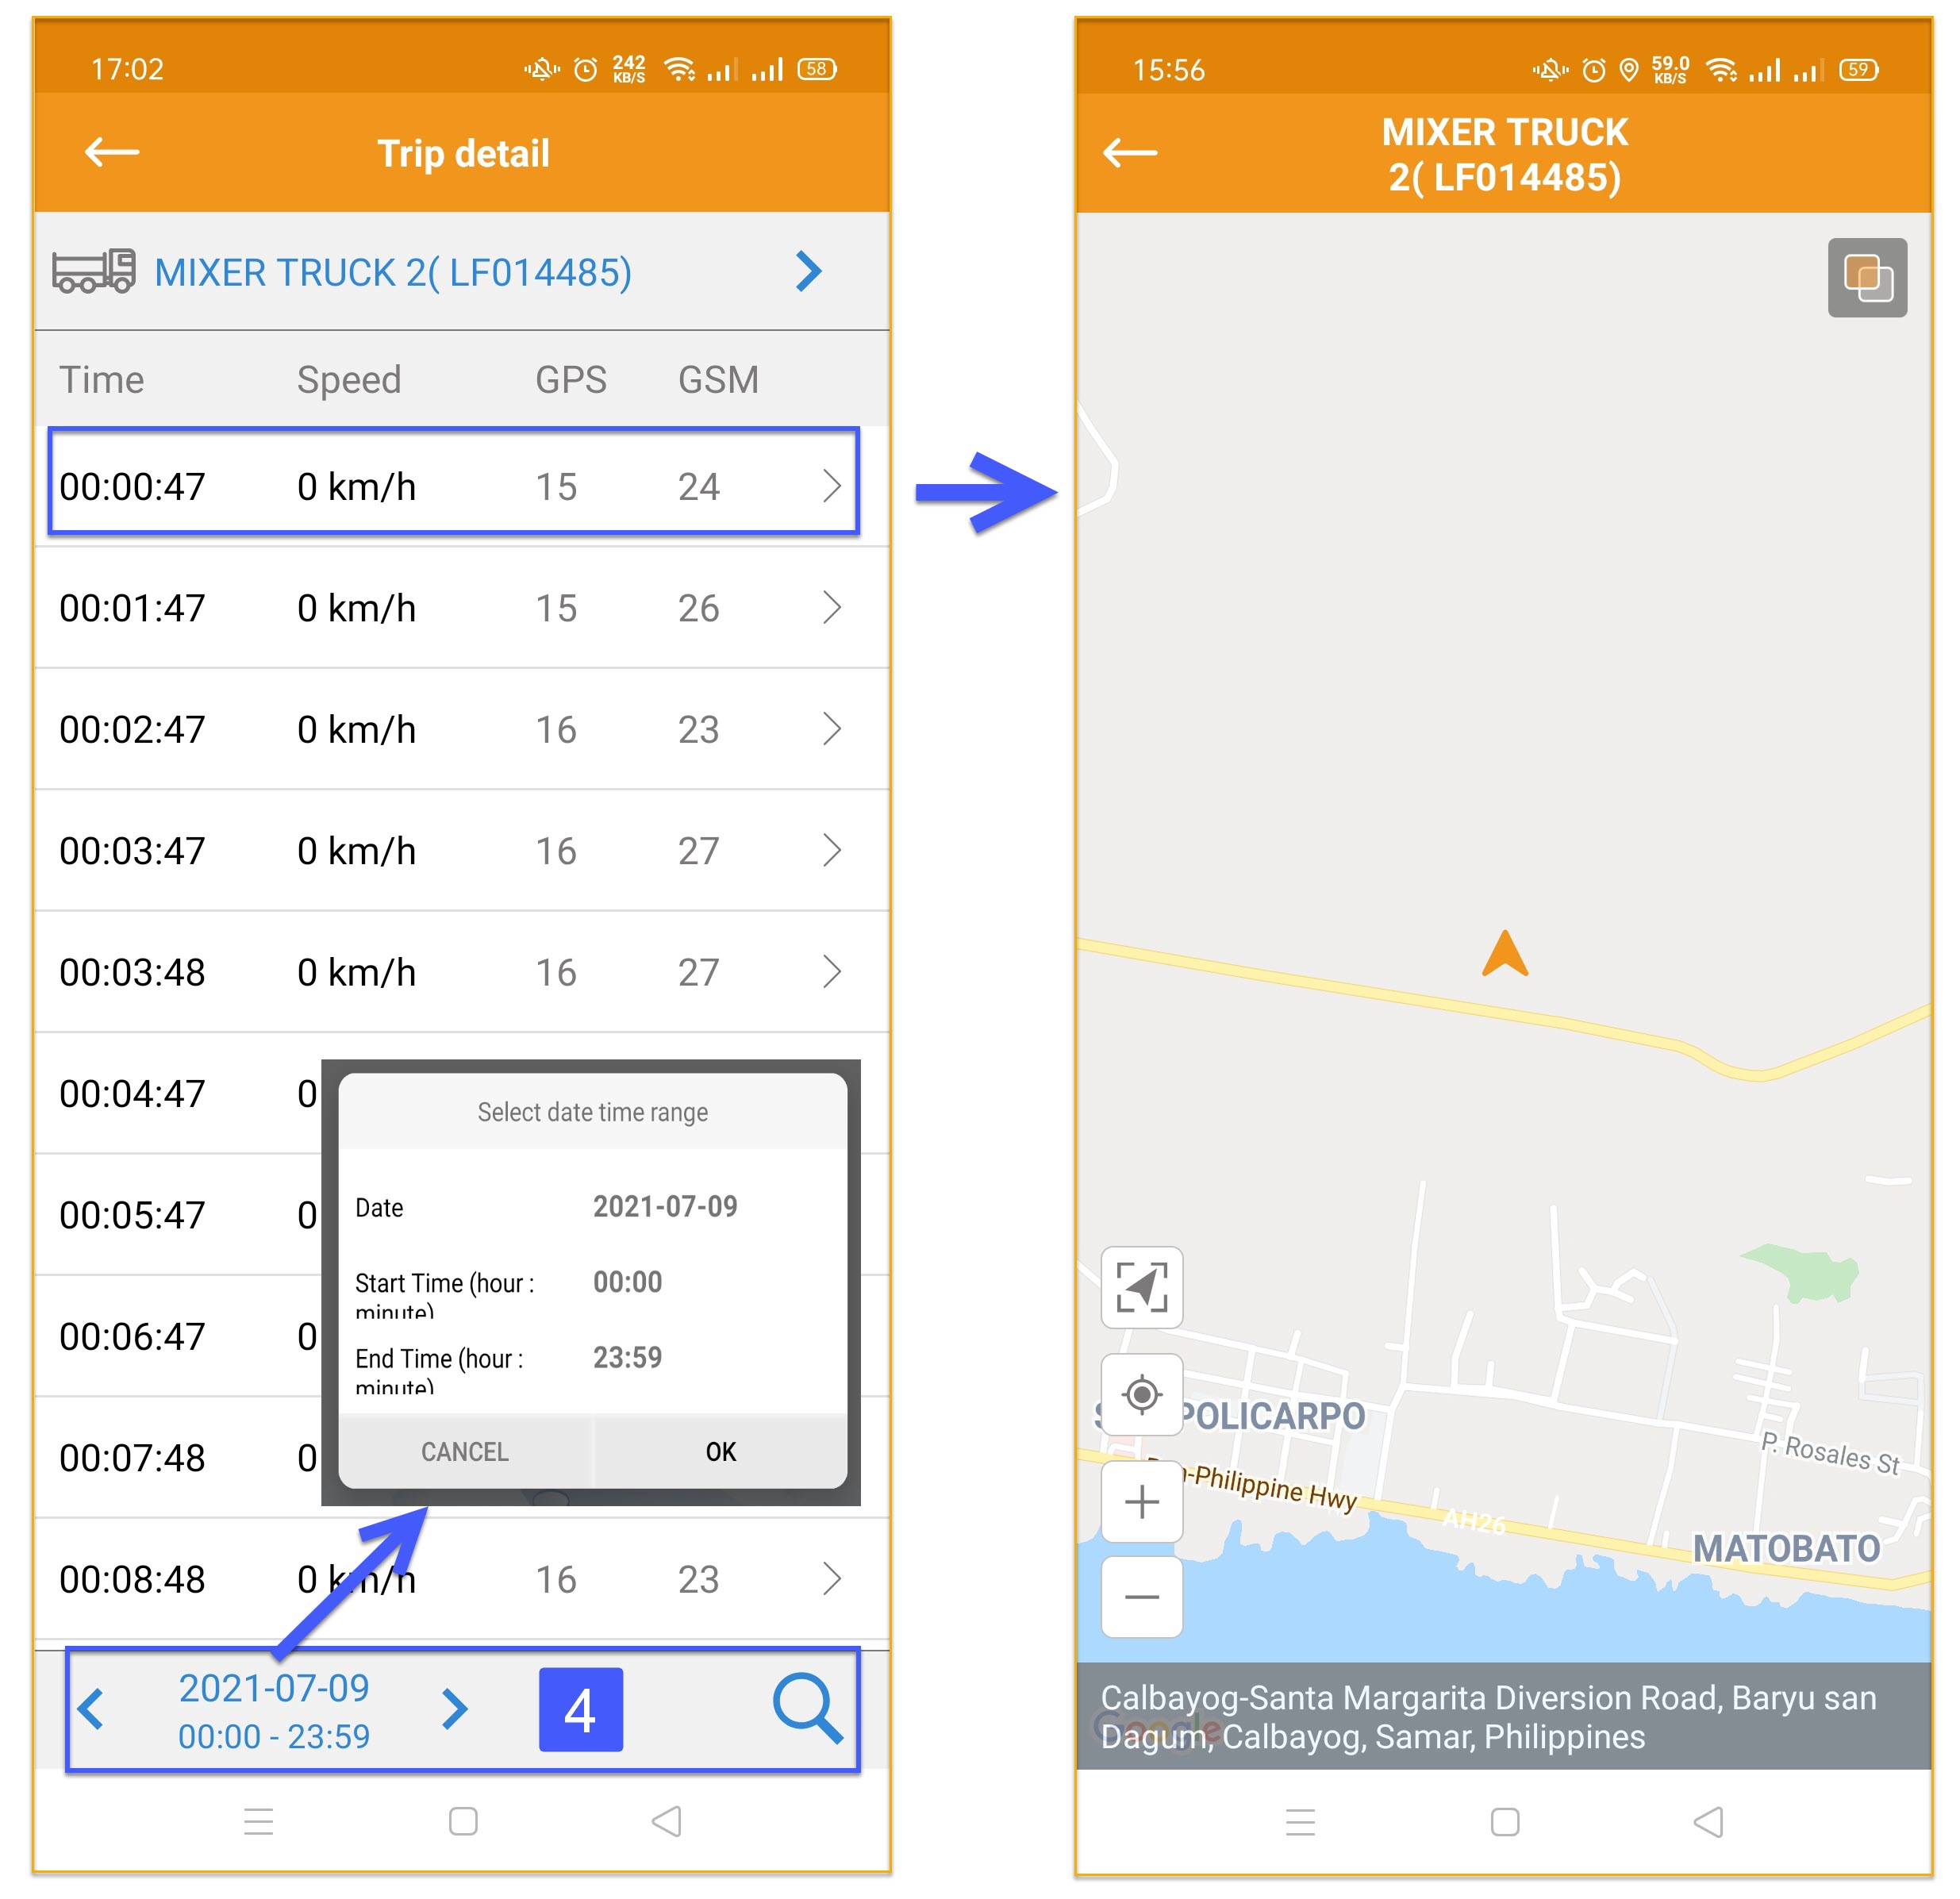 17:02
242
KB/S
58
Trip detail
MIXER TRUCK 2( LF014485)
Time Speed GPS GSM
00:00:47 0 km/h 15 24
00:01:47 0 km/h 15 26
00:02:47 0 km/h 16 23
00:03:47 0 km/h 16 27
00:03:48 0 km/h 16 27
00:04:47 0
00:05:47 0
00:06:47 0
00:07:48 0
00:08:48 0 km/h 16 23
Select date time range
Date 2021-07-09
Start Time (hour : 00:00
minute)
End Time (hour : 23:59
minute)
CANCEL OK
2021-07-09
00:00 - 23:59
4
15:56
59.0
KB/S
59
MIXER TRUCK
2( LF014485)
POLICARPO
P. Rosales St
-Philippine Hwy
AH26
MATOBATO
Google
Calbayog-Santa Margarita Diversion Road, Baryu san
Dagum, Calbayog, Samar, Philippines